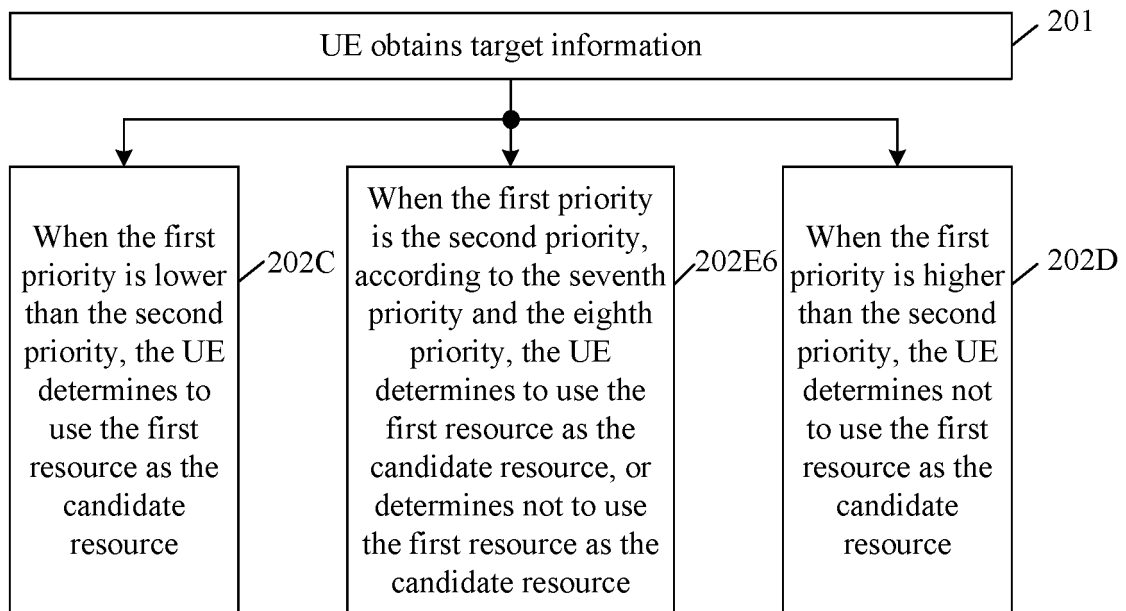 UE obtains target information
201
When the first
priority is lower
than the second
priority, the UE
determines to
use the first
resource as the
candidate
resource
202C
When the first priority
is the second priority,
according to the seventh
priority and the eighth
priority, the UE
determines to use the
first resource as the
candidate resource, or
determines not to use
the first resource as the
candidate resource
202E6
When the first
priority is higher
than the second
priority, the UE
determines not
to use the first
resource as the
candidate
resource
202D